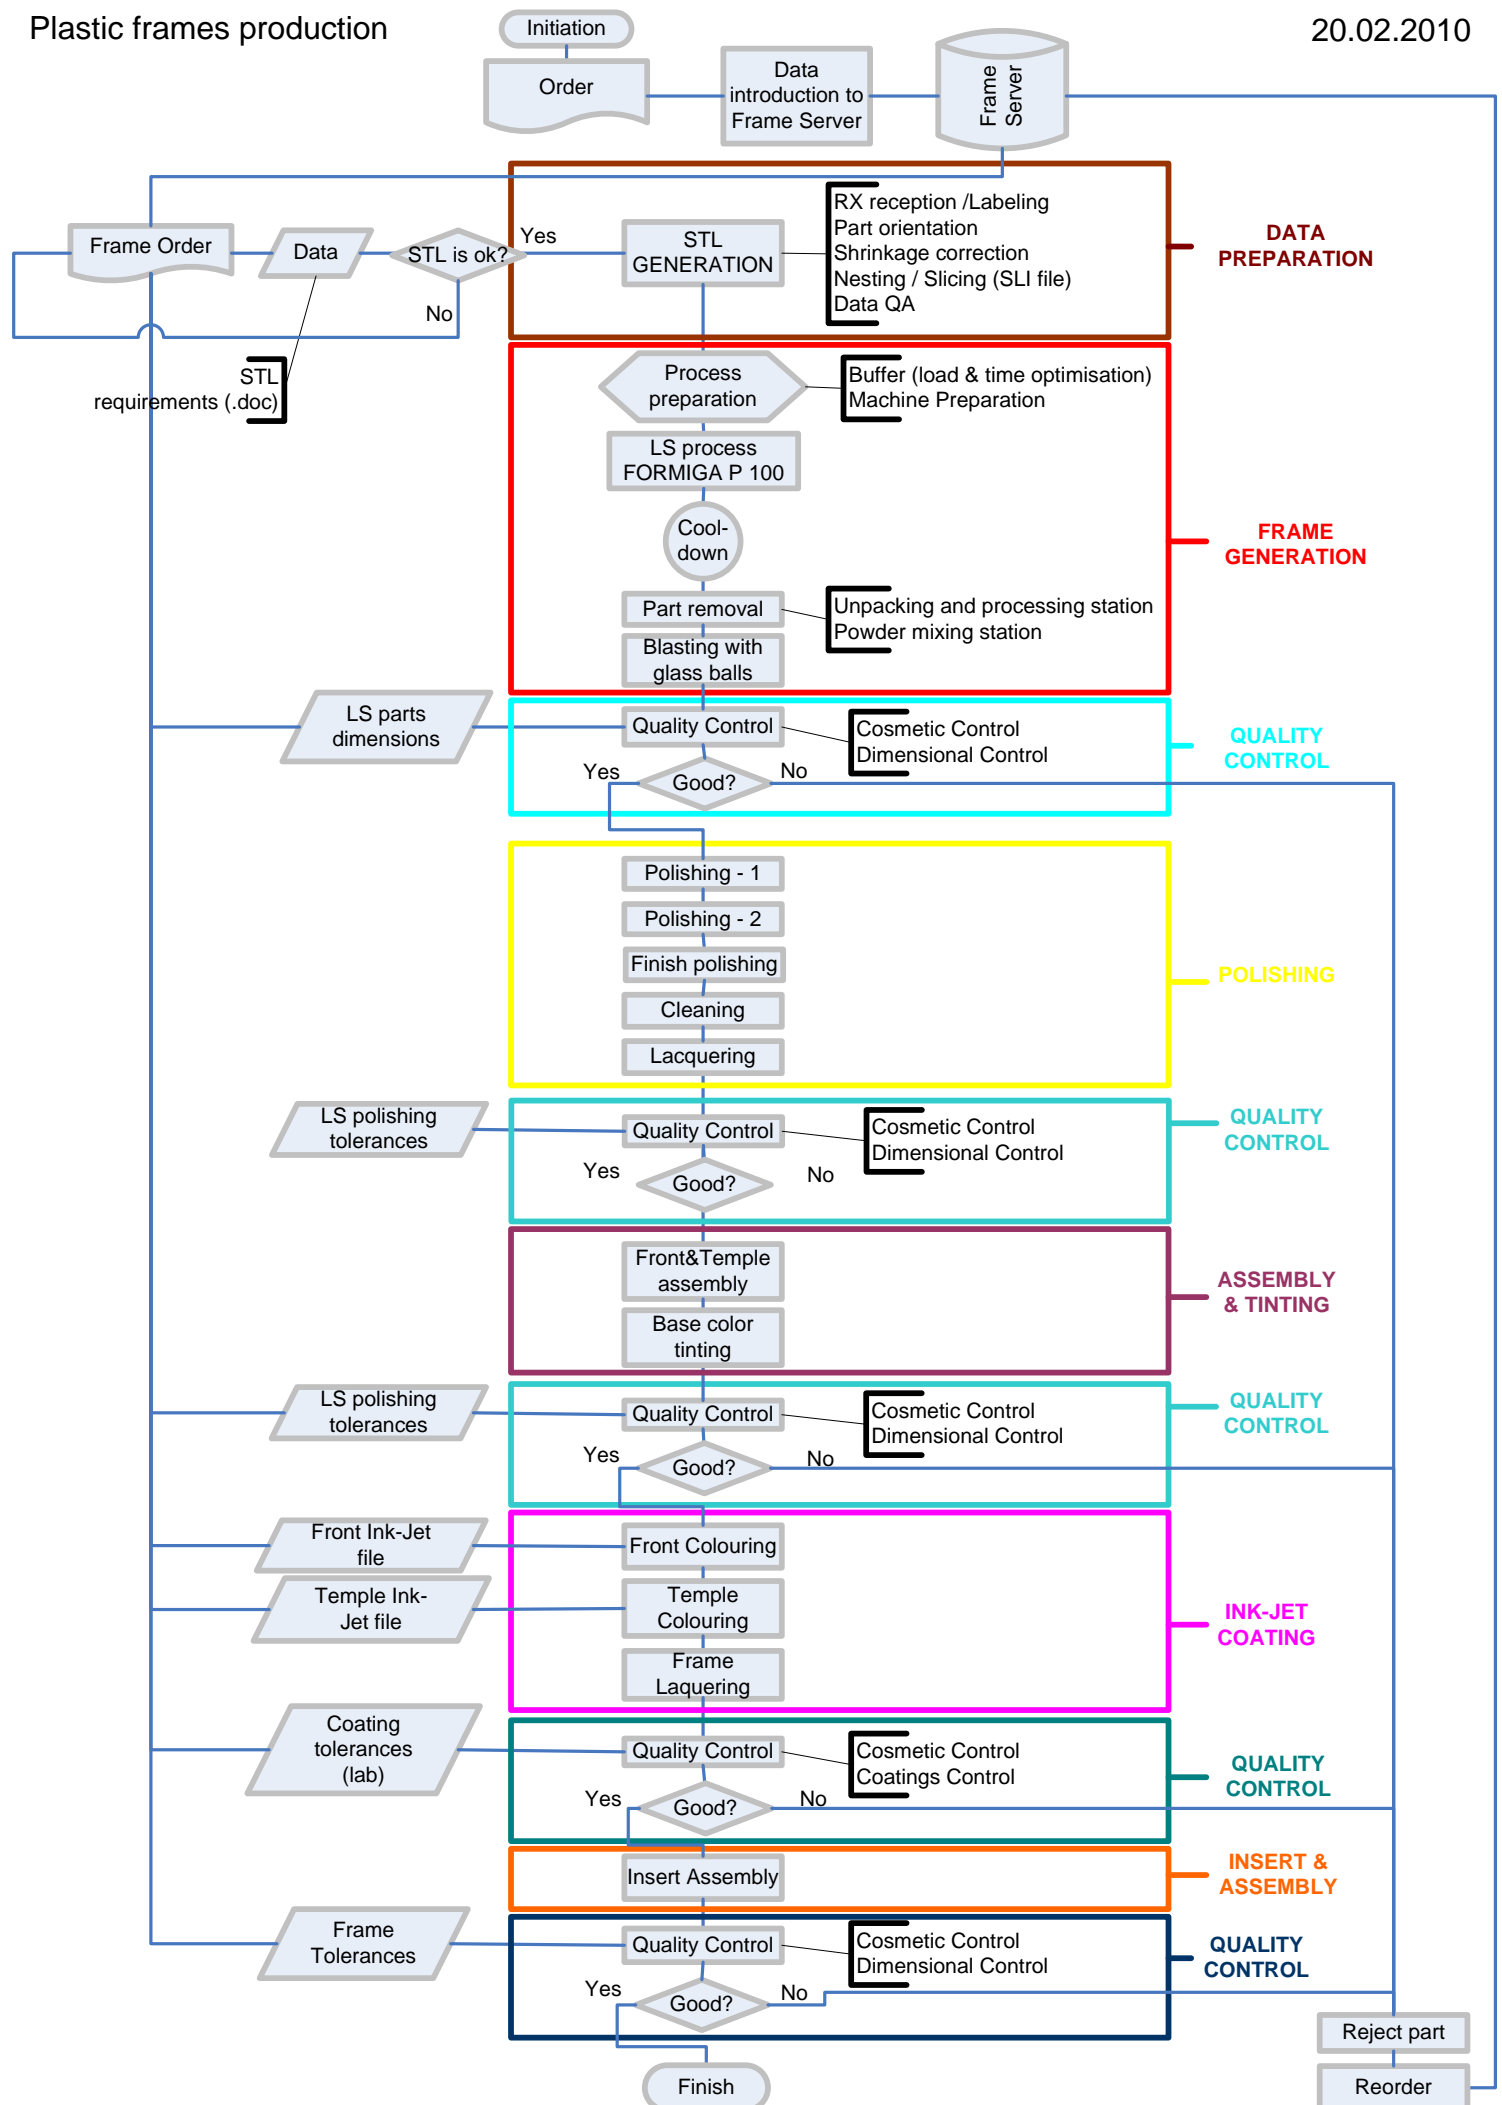 Plastic frames production
Initiation
20.02.2010
Order
Data
introduction to
Frame Server
Frame
Server
Frame Order
Data
STL is ok?
Yes
No
STL
requirements (.doc)
STL
GENERATION
RX reception /Labeling
Part orientation
Shrinkage correction
Nesting / Slicing (SLI file)
Data QA
DATA
PREPARATION
Process
preparation
Buffer (load & time optimisation)
Machine Preparation
LS process
FORMIGA P 100
Cool-
down
FRAME
GENERATION
Part removal
Unpacking and processing station
Powder mixing station
Blasting with
glass balls
LS parts
dimensions
Quality Control
Cosmetic Control
Dimensional Control
QUALITY
CONTROL
Yes
Good?
No
Polishing - 1
Polishing - 2
Finish polishing
POLISHING
Cleaning
Lacquering
LS polishing
tolerances
Quality Control
Cosmetic Control
Dimensional Control
QUALITY
CONTROL
Yes
Good?
No
Front&Temple
assembly
Base color
tinting
ASSEMBLY
& TINTING
LS polishing
tolerances
Quality Control
Cosmetic Control
Dimensional Control
QUALITY
CONTROL
Yes
Good?
No
Front Ink-Jet
file
Front Colouring
Temple Ink-
Jet file
Temple
Colouring
INK-JET
COATING
Frame
Laquering
Coating
tolerances
(lab)
Quality Control
Cosmetic Control
Coatings Control
QUALITY
CONTROL
Yes
Good?
No
Insert Assembly
INSERT &
ASSEMBLY
Frame
Tolerances
Quality Control
Cosmetic Control
Dimensional Control
QUALITY
CONTROL
Yes
Good?
No
Reject part
Finish
Reorder